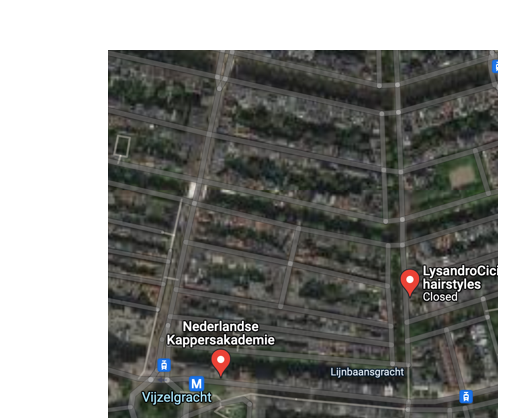 LysandroCici
hairstyles
Closed
Nederlandse
Kappersakademie
Lijnbaansgracht
M
Vijzelgracht